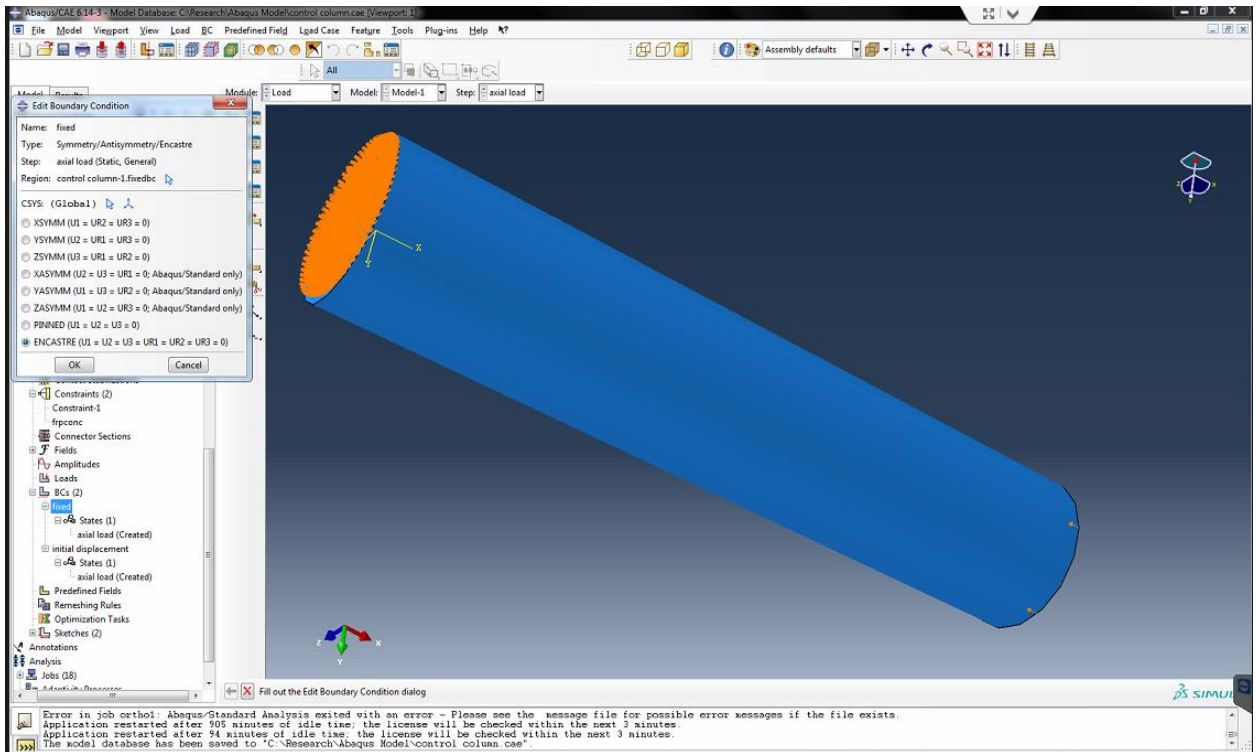 Abaqus/CAE 6.14-3 - Model Database: C:\Research\Abaqus Model\control column.cae [Viewport: 1]
File Model Viewport View Load BC Predefined Field Load Case Feature Tools Plug-ins Help
Assembly defaults
All
Model Results
Module: Load Model: Model-1 Step: axial load
Edit Boundary Condition
Name: fixed
Type: Symmetry/Antisymmetry/Encastre
Step: axial load (Static, General)
Region: control column-1.fixedbc
CSYS: (Global)
XSYMM (U1 = UR2 = UR3 = 0)
YSYMM (U2 = UR1 = UR3 = 0)
ZSYMM (U3 = UR1 = UR2 = 0)
XASYMM (U2 = U3 = UR1 = 0; Abaqus/Standard only)
YASYMM (U1 = U3 = UR2 = 0; Abaqus/Standard only)
ZASYMM (U1 = U2 = UR3 = 0; Abaqus/Standard only)
PINNED (U1 = U2 = U3 = 0)
ENCASTRE (U1 = U2 = U3 = UR1 = UR2 = UR3 = 0)
OK Cancel
Constraints (2)
Constraint-1
frpconc
Connector Sections
Fields
Amplitudes
Loads
BCs (2)
fixed
States (1)
axial load (Created)
initial displacement
States (1)
axial load (Created)
Predefined Fields
Remeshing Rules
Optimization Tasks
Sketches (2)
Annotations
Analysis
Jobs (18)
Adaptivity Processes
X
Y
Z X
Y
Z X
Y
Fill out the Edit Boundary Condition dialog
SIMU
Error in job ortho1: Abaqus/Standard Analysis exited with an error - Please see the message file for possible error messages if the file exists.
Application restarted after 905 minutes of idle time; the license will be checked within the next 3 minutes.
Application restarted after 94 minutes of idle time; the license will be checked within the next 3 minutes.
The model database has been saved to "C:\Research\Abaqus Model\control column.cae".